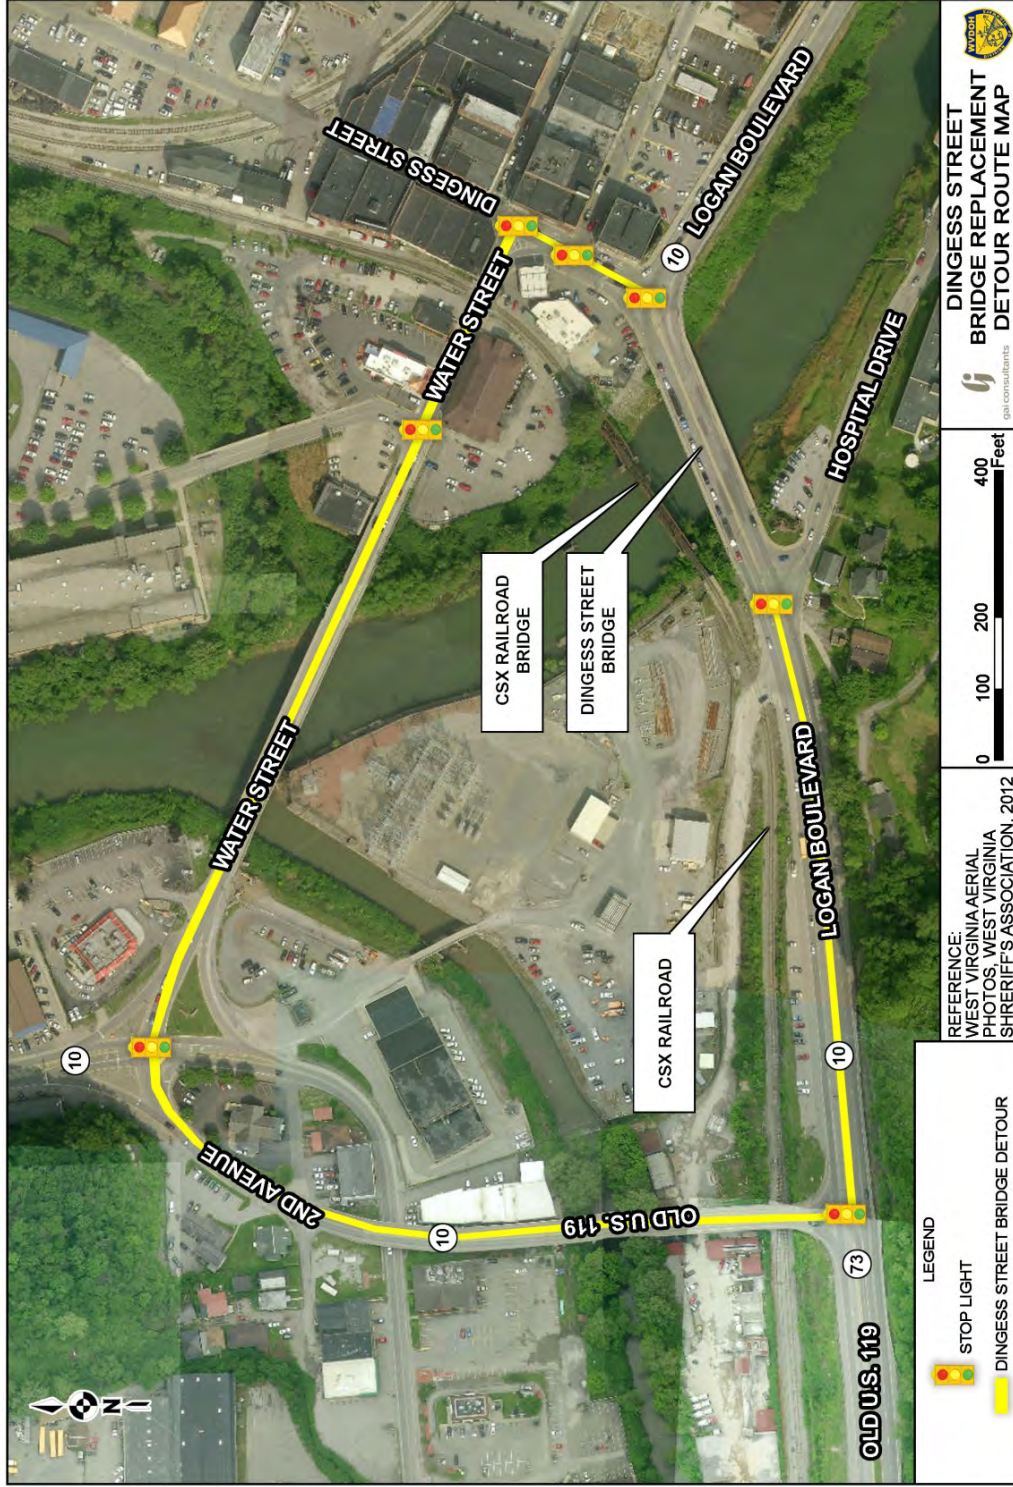 DINGESS STREET
WATER STREET
LOGAN BOULEVARD
10
WATER STREET
CSX RAILROAD
BRIDGE
DINGESS STREET
BRIDGE
HOSPITAL DRIVE
10
2ND AVENUE
10
OLD U.S. 119
CSX RAILROAD
LOGAN BOULEVARD
10
73
OLD U.S. 119
N
LEGEND
STOP LIGHT
DINGESS STREET BRIDGE DETOUR
REFERENCE:
WEST VIRGINIA AERIAL
PHOTOS, WEST VIRGINIA
SHRERIFF'S ASSOCIATION, 2012
0 100 200 400
Feet
gai consultants
DINGESS STREET
BRIDGE REPLACEMENT
DETOUR ROUTE MAP
WVDOH